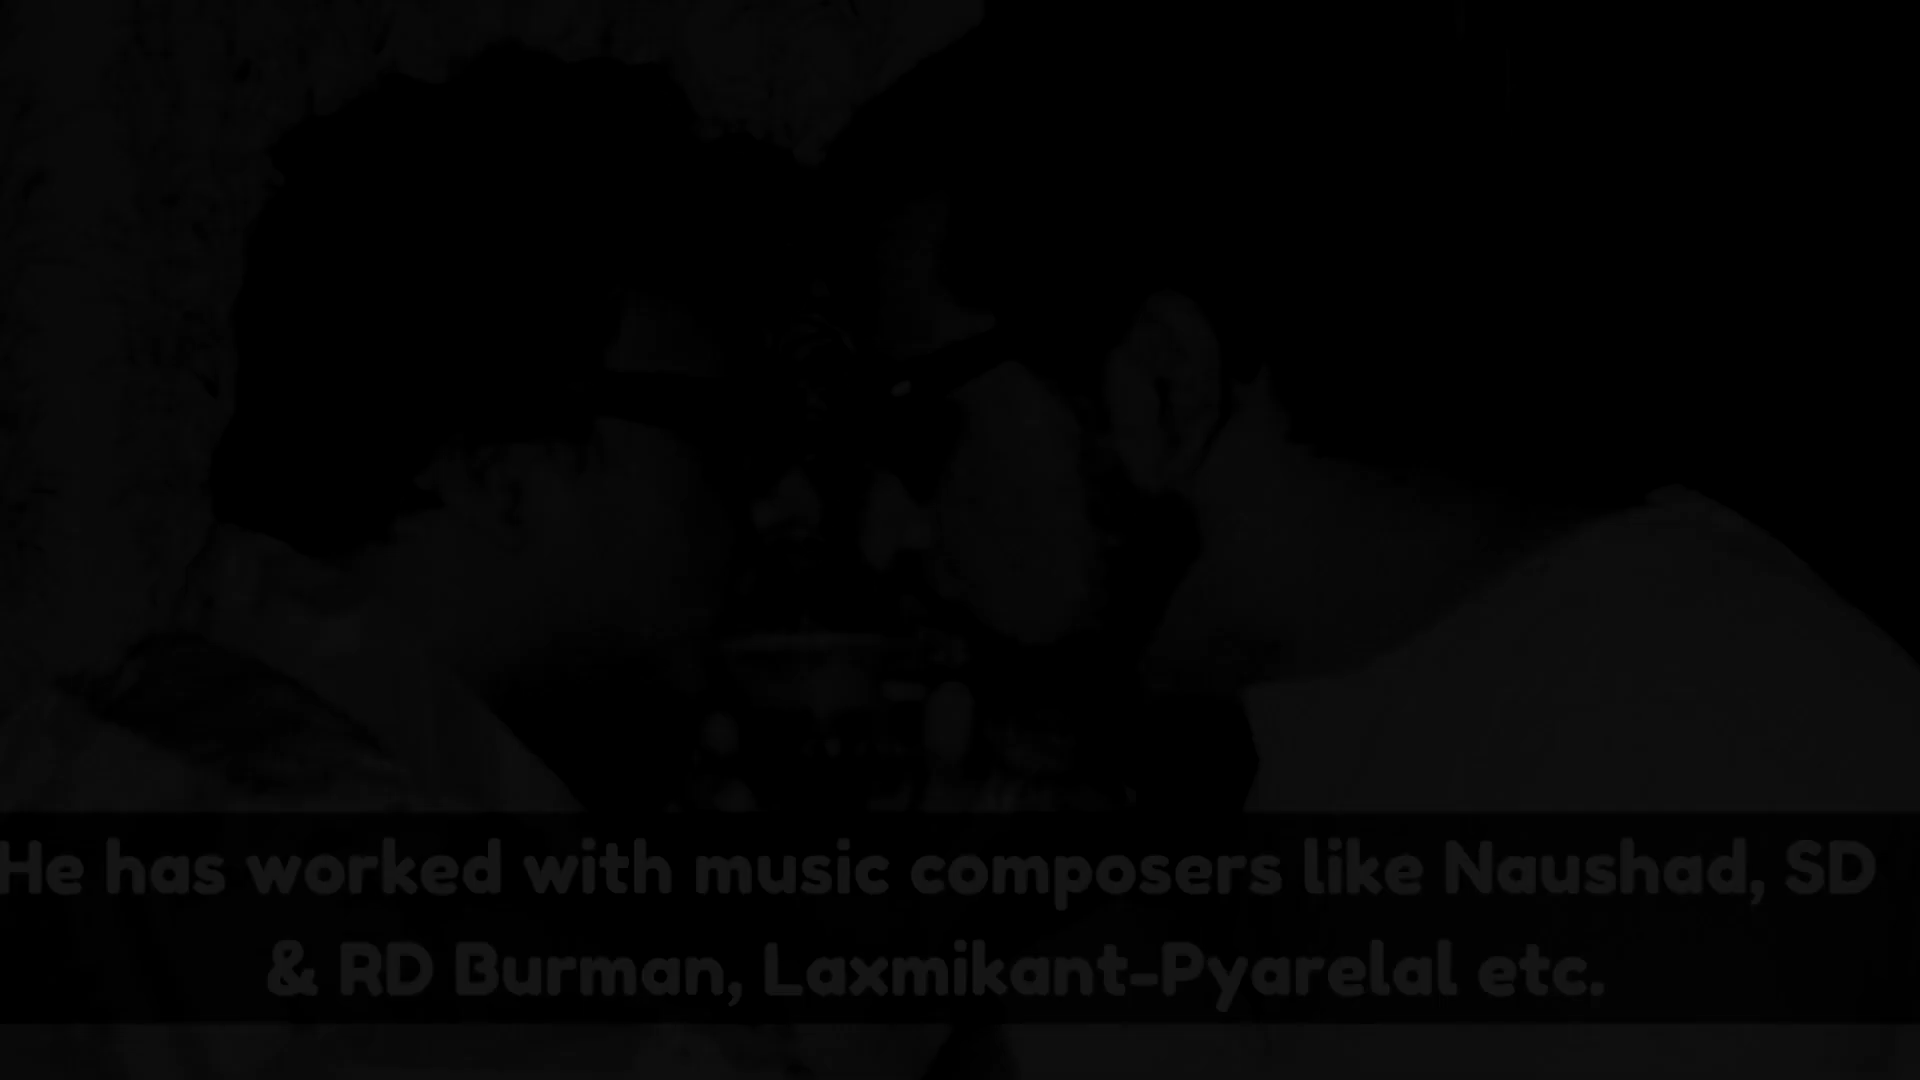 He has worked with music composers like Naushad, SD
& RD Burman, Laxmikant-Pyarelal etc.